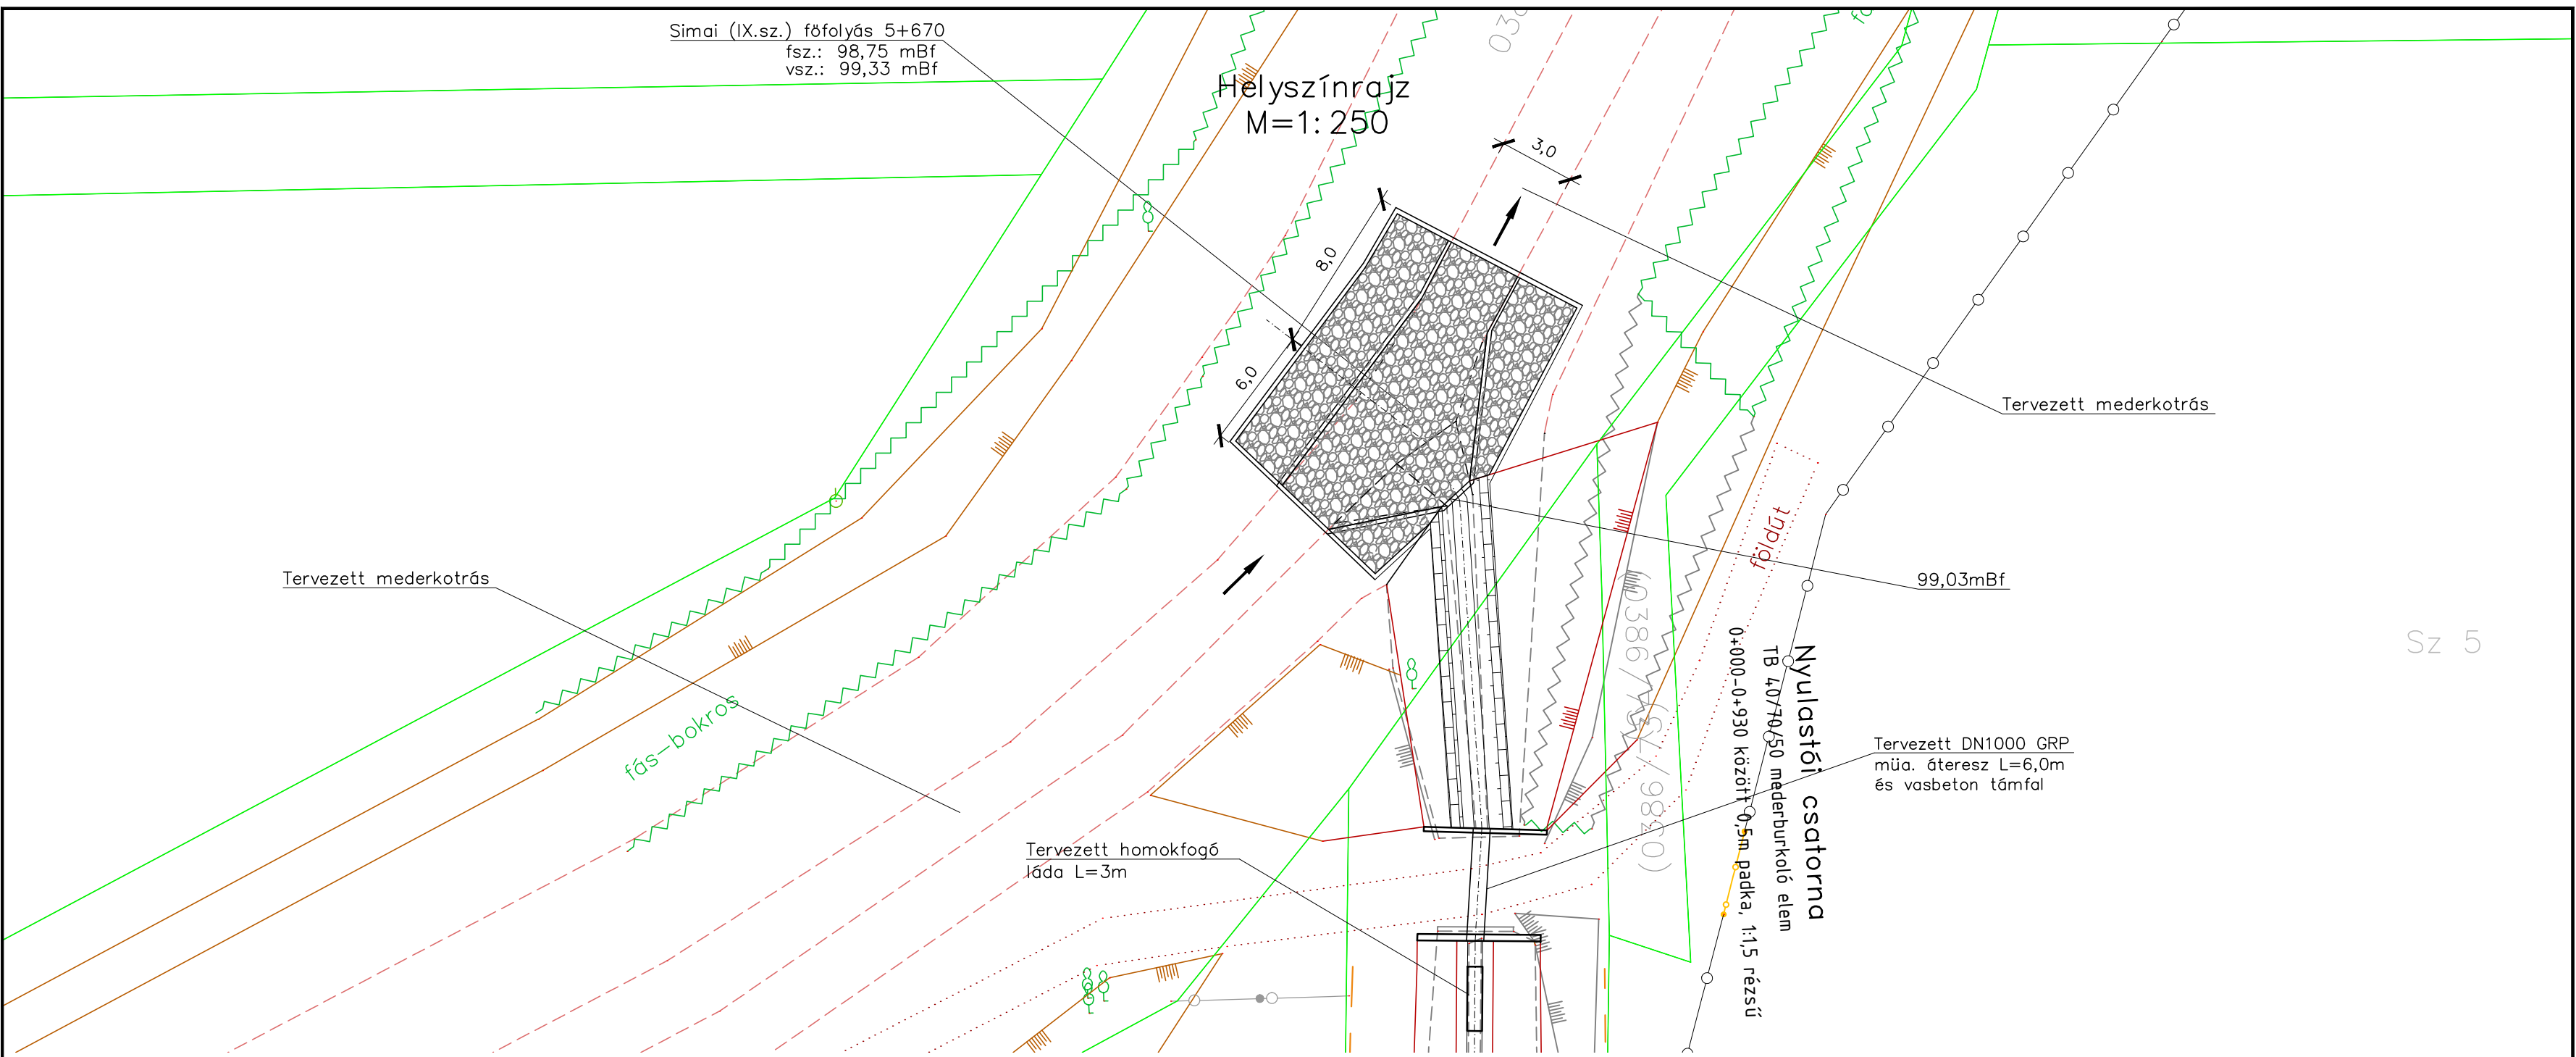 Simai (IX.sz.) főfolyás 5+670
fsz.: 98,75 mBf
vsz.: 99,33 mBf
Helyszínrajz
M=1:250
3,0
8,0
6,0
Tervezett mederkotrás
Tervezett mederkotrás
99,03mBf
földút
fás-bokros
Sz 5
Nyulastói csatorna
TB 40/70/50 mederburkoló elem
0+000-0+930 között 0,5m padka, 1:1,5 rézsű
Tervezett DN1000 GRP
műa. áteresz L=6,0m
és vasbeton támfal
Tervezett homokfogó
láda L=3m